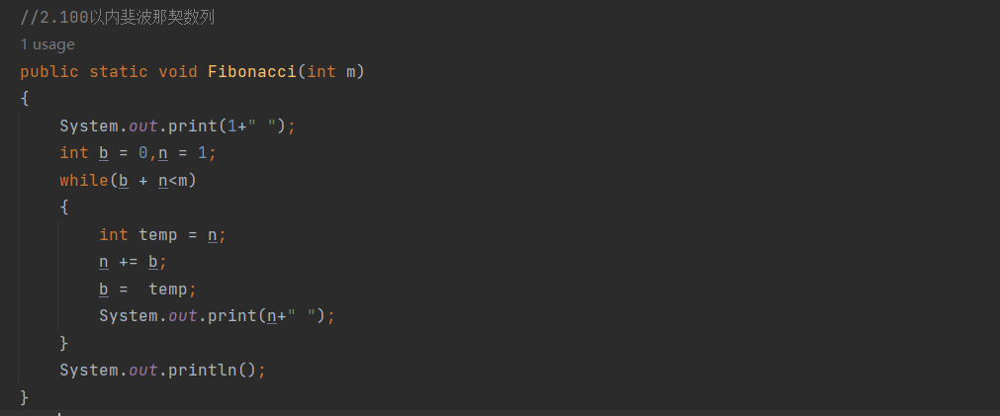 //2.100以内斐波那契数列
1 usage
public static void Fibonacci(int m)
{
System.out.print(1+" ");
int b = 0,n = 1;
while(b + n<m)
{
int temp = n;
n += b;
b =  temp;
System.out.print(n+" ");
}
System.out.println();
}